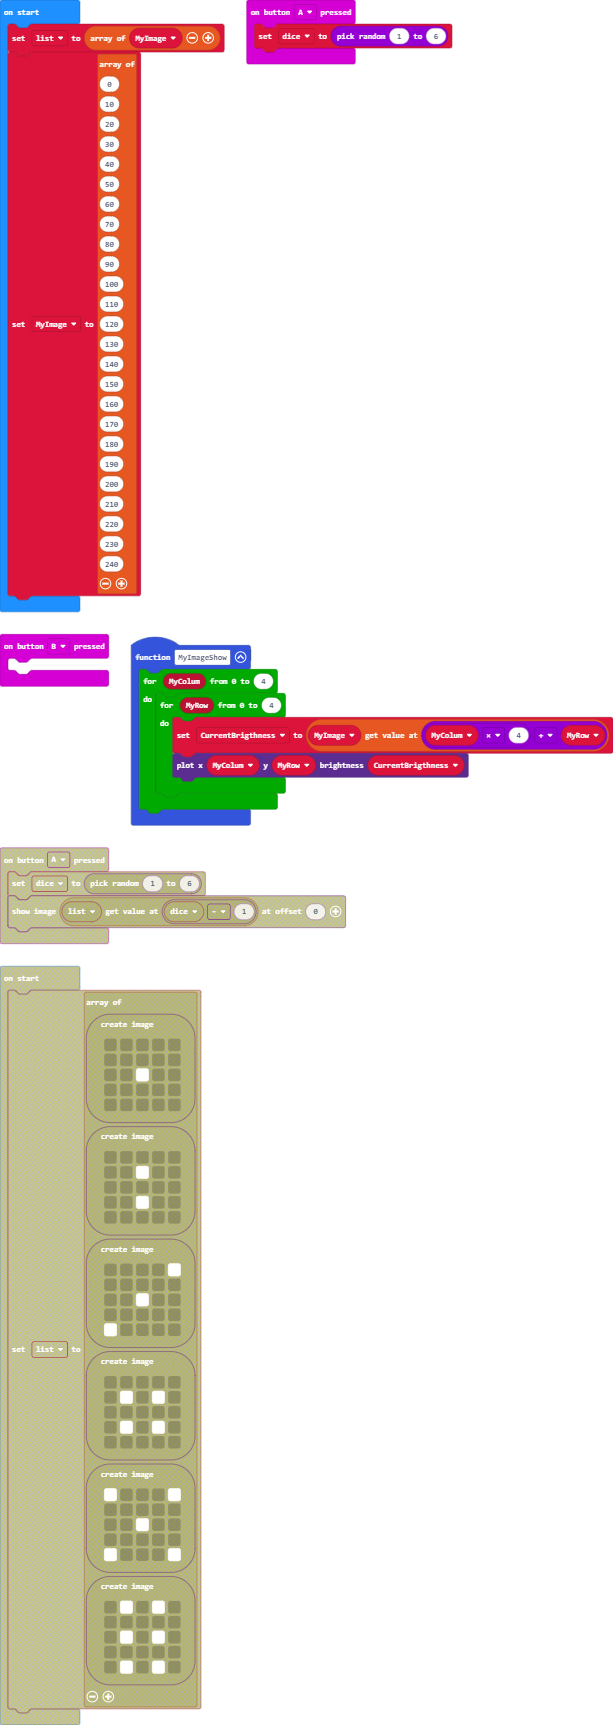 on start
set list to array of MyImage
array of
0
10
20
30
40
50
60
70
80
90
100
110
set MyImage to 120
130
140
150
160
170
180
190
200
210
220
230
240
on button A pressed
set dice to pick random 1 to 6
on button B pressed
function MyImageShow
for MyColum from 0 to 4
do for MyRow from 0 to 4
do set CurrentBrigthness to MyImage get value at MyColum × 4 + MyRow
plot x MyColum y MyRow brightness CurrentBrigthness
on button A pressed
set dice to pick random 1 to 6
show image list get value at dice - 1 at offset 0
on start
array of
create image
create image
create image
set list to
create image
create image
create image